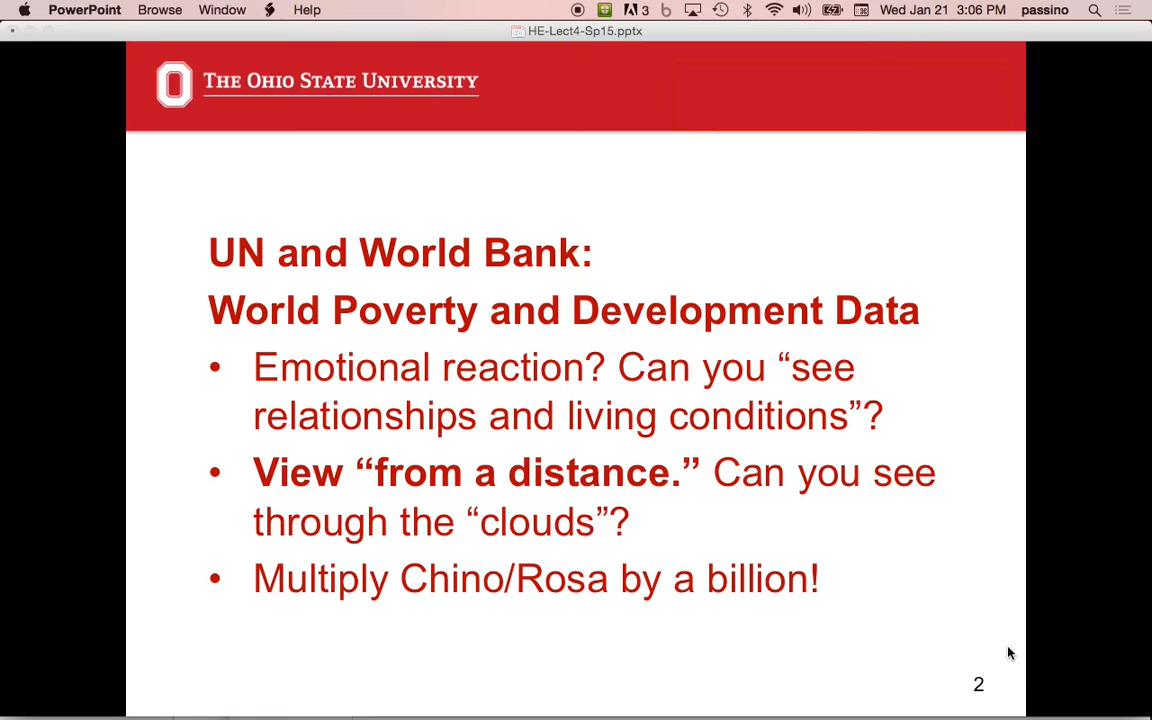 PowerPoint Browse Window Help 3 Wed Jan 21 3:06 PM passino
HE-Lect4-Sp15.pptx
THE OHIO STATE UNIVERSITY
UN and World Bank:
World Poverty and Development Data
• Emotional reaction? Can you “see
relationships and living conditions”?
• View “from a distance.” Can you see
through the “clouds”?
• Multiply Chino/Rosa by a billion!
2